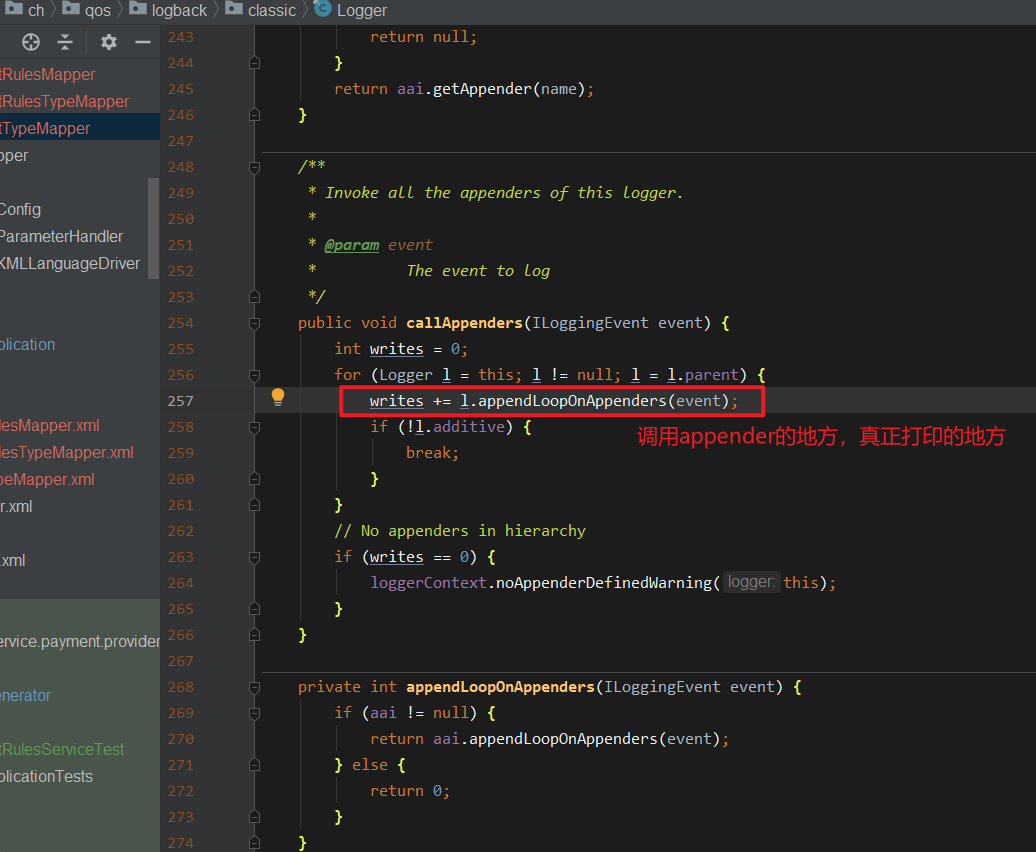 ch qos logback classic Logger
tRulesMapper
tRulesTypeMapper
tTypeMapper
pper
Config
ParameterHandler
XMLLanguageDriver
plication
lesMapper.xml
lesTypeMapper.xml
peMapper.xml
r.xml
.xml
ervice.payment.provider
enerator
tRulesServiceTest
plicationTests
243 return null;
244 }
245 return aai.getAppender(name);
246 }
247
248 /**
249 * Invoke all the appenders of this logger.
250 *
251 * @param event
252 * The event to log
253 */
254 public void callAppenders(ILoggingEvent event) {
255 int writes = 0;
256 for (Logger l = this; l != null; l = l.parent) {
257 writes += l.appendLoopOnAppenders(event);
258 if (!l.additive) {
调用appender的地方，真正打印的地方
259 break;
260 }
261 }
262 // No appenders in hierarchy
263 if (writes == 0) {
264 loggerContext.noAppenderDefinedWarning( logger: this);
265 }
266 }
267
268 private int appendLoopOnAppenders(ILoggingEvent event) {
269 if (aai != null) {
270 return aai.appendLoopOnAppenders(event);
271 } else {
272 return 0;
273 }
274 }